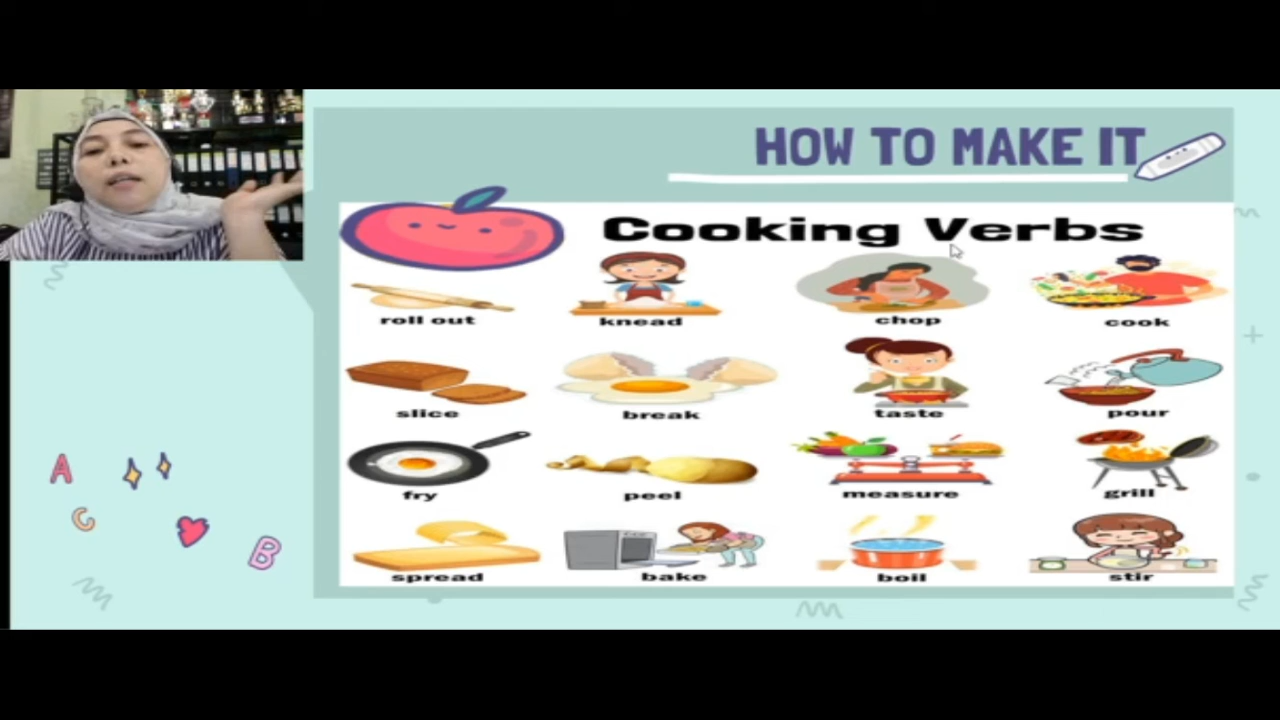 HOW TO MAKE IT
Cooking Verbs
roll out knead chop cook
slice break taste pour
fry peel measure grill
spread bake boil stir
A
C
B